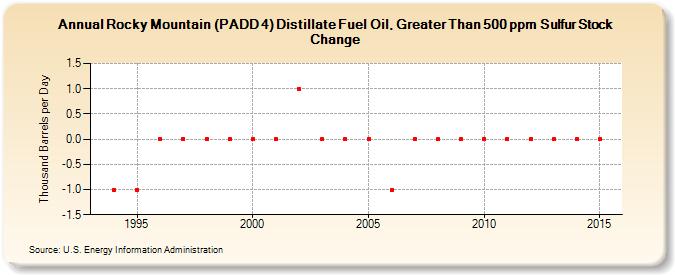 Annual Rocky Mountain (PADD 4) Distillate Fuel Oil, Greater Than 500 ppm Sulfur Stock
Change
Thousand Barrels per Day
1.5
1.0
0.5
0.0
-0.5
-1.0
-1.5
1995 2000 2005 2010 2015
Source: U.S. Energy Information Administration